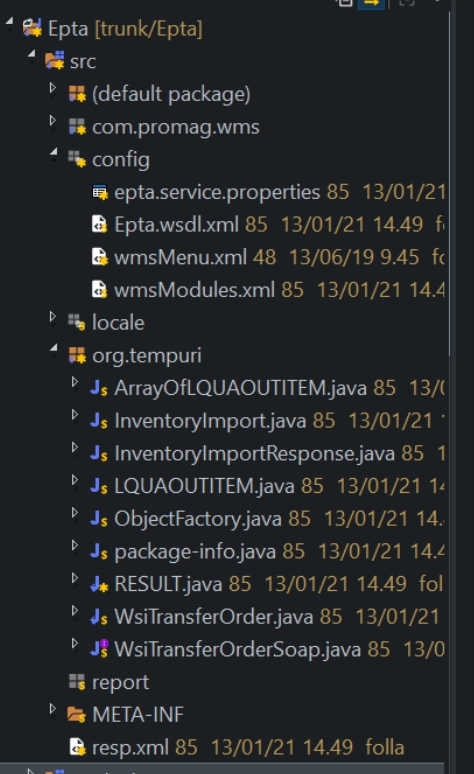 Epta [trunk/Epta]
src
(default package)
com.promag.wms
config
epta.service.properties 85 13/01/21
Epta.wsdl.xml 85 13/01/21 14.49 f
wmsMenu.xml 48 13/06/19 9.45 fo
wmsModules.xml 85 13/01/21 14.4
locale
org.tempuri
ArrayOfLQUAOUTITEM.java 85 13/0
InventoryImport.java 85 13/01/21
InventoryImportResponse.java 85 1
LQUAOUTITEM.java 85 13/01/21 14
ObjectFactory.java 85 13/01/21 14.
package-info.java 85 13/01/21 14.4
RESULT.java 85 13/01/21 14.49 fol
WsiTransferOrder.java 85 13/01/21
WsiTransferOrderSoap.java 85 13/0
report
META-INF
resp.xml 85 13/01/21 14.49 folla